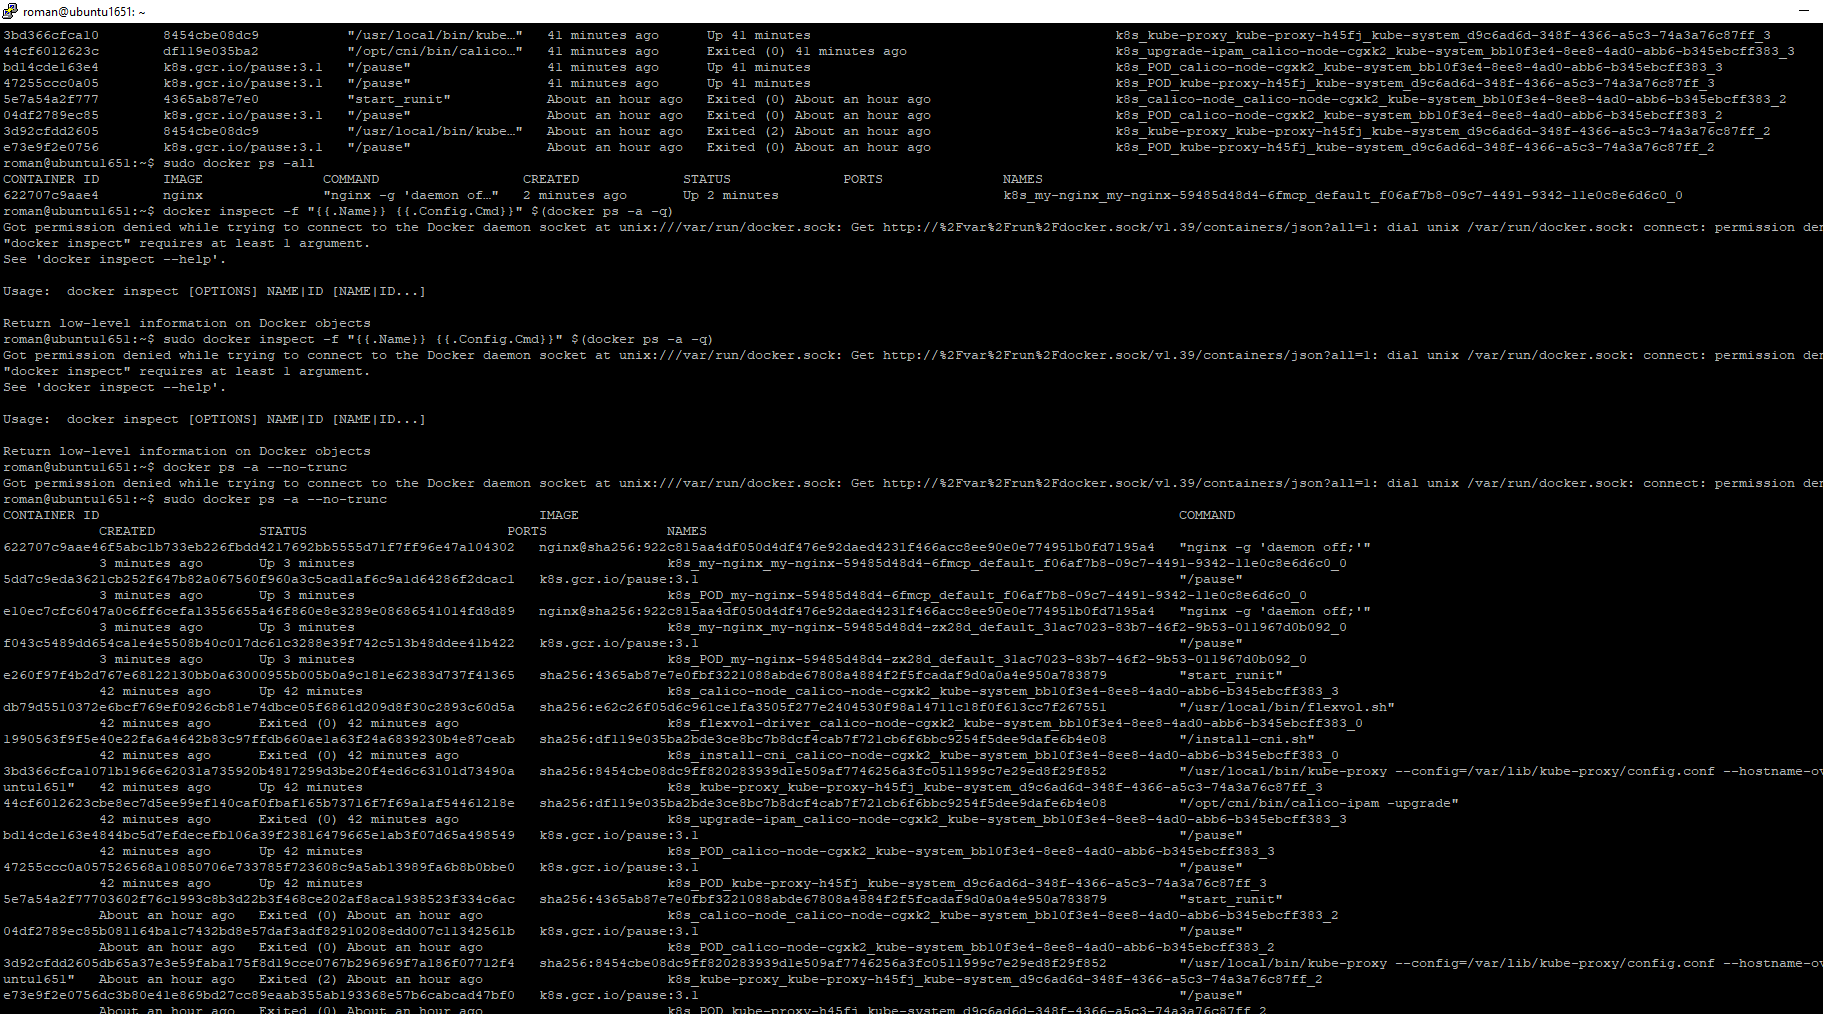 roman@ubuntu1651: ~
3bd366cfca10        8454cbe08dc9           "/usr/local/bin/kube…"   41 minutes ago      Up 41 minutes                                      k8s_kube-proxy_kube-proxy-h45fj_kube-system_d9c6ad6d-348f-4366-a5c3-74a3a76c87ff_3
44cf6012623c        df119e035ba2           "/opt/cni/bin/calico…"   41 minutes ago      Exited (0) 41 minutes ago                          k8s_upgrade-ipam_calico-node-cgxk2_kube-system_bb10f3e4-8ee8-4ad0-abb6-b345ebcff383_3
bd14cde163e4        k8s.gcr.io/pause:3.1   "/pause"                 41 minutes ago      Up 41 minutes                                      k8s_POD_calico-node-cgxk2_kube-system_bb10f3e4-8ee8-4ad0-abb6-b345ebcff383_3
47255ccc0a05        k8s.gcr.io/pause:3.1   "/pause"                 41 minutes ago      Up 41 minutes                                      k8s_POD_kube-proxy-h45fj_kube-system_d9c6ad6d-348f-4366-a5c3-74a3a76c87ff_3
5e7a54a2f777        4365ab87e7e0           "start_runit"            About an hour ago   Exited (0) About an hour ago                       k8s_calico-node_calico-node-cgxk2_kube-system_bb10f3e4-8ee8-4ad0-abb6-b345ebcff383_2
04df2789ec85        k8s.gcr.io/pause:3.1   "/pause"                 About an hour ago   Exited (0) About an hour ago                       k8s_POD_calico-node-cgxk2_kube-system_bb10f3e4-8ee8-4ad0-abb6-b345ebcff383_2
3d92cfdd2605        8454cbe08dc9           "/usr/local/bin/kube…"   About an hour ago   Exited (2) About an hour ago                       k8s_kube-proxy_kube-proxy-h45fj_kube-system_d9c6ad6d-348f-4366-a5c3-74a3a76c87ff_2
e73e9f2e0756        k8s.gcr.io/pause:3.1   "/pause"                 About an hour ago   Exited (0) About an hour ago                       k8s_POD_kube-proxy-h45fj_kube-system_d9c6ad6d-348f-4366-a5c3-74a3a76c87ff_2
roman@ubuntu1651:~$ sudo docker ps -all
CONTAINER ID        IMAGE               COMMAND                  CREATED             STATUS              PORTS               NAMES
622707c9aae4        nginx               "nginx -g 'daemon of…"   2 minutes ago       Up 2 minutes                            k8s_my-nginx_my-nginx-59485d48d4-6fmcp_default_f06af7b8-09c7-4491-9342-11e0c8e6d6c0_0
roman@ubuntu1651:~$ docker inspect -f "{{.Name}} {{.Config.Cmd}}" $(docker ps -a -q)
Got permission denied while trying to connect to the Docker daemon socket at unix:///var/run/docker.sock: Get http://%2Fvar%2Frun%2Fdocker.sock/v1.39/containers/json?all=1: dial unix /var/run/docker.sock: connect: permission den
"docker inspect" requires at least 1 argument.
See 'docker inspect --help'.
Usage:  docker inspect [OPTIONS] NAME|ID [NAME|ID...]
Return low-level information on Docker objects
roman@ubuntu1651:~$ sudo docker inspect -f "{{.Name}} {{.Config.Cmd}}" $(docker ps -a -q)
Got permission denied while trying to connect to the Docker daemon socket at unix:///var/run/docker.sock: Get http://%2Fvar%2Frun%2Fdocker.sock/v1.39/containers/json?all=1: dial unix /var/run/docker.sock: connect: permission den
"docker inspect" requires at least 1 argument.
See 'docker inspect --help'.
Usage:  docker inspect [OPTIONS] NAME|ID [NAME|ID...]
Return low-level information on Docker objects
roman@ubuntu1651:~$ docker ps -a --no-trunc
Got permission denied while trying to connect to the Docker daemon socket at unix:///var/run/docker.sock: Get http://%2Fvar%2Frun%2Fdocker.sock/v1.39/containers/json?all=1: dial unix /var/run/docker.sock: connect: permission den
roman@ubuntu1651:~$ sudo docker ps -a --no-trunc
CONTAINER ID                                                       IMAGE                                                                           COMMAND
            CREATED             STATUS                         PORTS               NAMES
622707c9aae46f5abc1b733eb226fbdd4217692bb5555d71f7ff96e47a104302   nginx@sha256:922c815aa4df050d4df476e92daed4231f466acc8ee90e0e774951b0fd7195a4   "nginx -g 'daemon off;'"
            3 minutes ago       Up 3 minutes                                       k8s_my-nginx_my-nginx-59485d48d4-6fmcp_default_f06af7b8-09c7-4491-9342-11e0c8e6d6c0_0
5dd7c9eda3621cb252f647b82a067560f960a3c5cad1af6c9a1d64286f2dcac1   k8s.gcr.io/pause:3.1                                                            "/pause"
            3 minutes ago       Up 3 minutes                                       k8s_POD_my-nginx-59485d48d4-6fmcp_default_f06af7b8-09c7-4491-9342-11e0c8e6d6c0_0
e10ec7cfc6047a0c6ff6cefa13556655a46f860e8e3289e08686541014fd8d89   nginx@sha256:922c815aa4df050d4df476e92daed4231f466acc8ee90e0e774951b0fd7195a4   "nginx -g 'daemon off;'"
            3 minutes ago       Up 3 minutes                                       k8s_my-nginx_my-nginx-59485d48d4-zx28d_default_31ac7023-83b7-46f2-9b53-011967d0b092_0
f043c5489dd654ca1e4e5508b40c017dc61c3288e39f742c513b48ddee41b422   k8s.gcr.io/pause:3.1                                                            "/pause"
            3 minutes ago       Up 3 minutes                                       k8s_POD_my-nginx-59485d48d4-zx28d_default_31ac7023-83b7-46f2-9b53-011967d0b092_0
e260f97f4b2d767e68122130bb0a63000955b005b0a9c181e62383d737f41365   sha256:4365ab87e7e0fbf3221088abde67808a4884f2f5fcadaf9d0a0a4e950a783879         "start_runit"
            42 minutes ago      Up 42 minutes                                      k8s_calico-node_calico-node-cgxk2_kube-system_bb10f3e4-8ee8-4ad0-abb6-b345ebcff383_3
db79d5510372e6bcf769ef0926cb81e74dbce05f6861d209d8f30c2893c60d5a   sha256:e62c26f05d6c961ce1fa3505f277e2404530f98a14711c18f0f613cc7f267551         "/usr/local/bin/flexvol.sh"
            42 minutes ago      Exited (0) 42 minutes ago                          k8s_flexvol-driver_calico-node-cgxk2_kube-system_bb10f3e4-8ee8-4ad0-abb6-b345ebcff383_0
1990563f9f5e40e22fa6a4642b83c97ffdb660ae1a63f24a6839230b4e87ceab   sha256:df119e035ba2bde3ce8bc7b8dcf4cab7f721cb6f6bbc9254f5dee9dafe6b4e08         "/install-cni.sh"
            42 minutes ago      Exited (0) 42 minutes ago                          k8s_install-cni_calico-node-cgxk2_kube-system_bb10f3e4-8ee8-4ad0-abb6-b345ebcff383_0
3bd366cfca1071b1966e62031a735920b4817299d3be20f4ed6c63101d73490a   sha256:8454cbe08dc9ff820283939d1e509af7746256a3fc0511999c7e29ed8f29f852         "/usr/local/bin/kube-proxy --config=/var/lib/kube-proxy/config.conf --hostname-ov
untu1651"   42 minutes ago      Up 42 minutes                                      k8s_kube-proxy_kube-proxy-h45fj_kube-system_d9c6ad6d-348f-4366-a5c3-74a3a76c87ff_3
44cf6012623cbe8ec7d5ee99ef140caf0fbaf165b73716f7f69a1af54461218e   sha256:df119e035ba2bde3ce8bc7b8dcf4cab7f721cb6f6bbc9254f5dee9dafe6b4e08         "/opt/cni/bin/calico-ipam -upgrade"
            42 minutes ago      Exited (0) 42 minutes ago                          k8s_upgrade-ipam_calico-node-cgxk2_kube-system_bb10f3e4-8ee8-4ad0-abb6-b345ebcff383_3
bd14cde163e4844bc5d7efdecefb106a39f23816479665e1ab3f07d65a498549   k8s.gcr.io/pause:3.1                                                            "/pause"
            42 minutes ago      Up 42 minutes                                      k8s_POD_calico-node-cgxk2_kube-system_bb10f3e4-8ee8-4ad0-abb6-b345ebcff383_3
47255ccc0a057526568a10850706e733785f723608c9a5ab13989fa6b8b0bbe0   k8s.gcr.io/pause:3.1                                                            "/pause"
            42 minutes ago      Up 42 minutes                                      k8s_POD_kube-proxy-h45fj_kube-system_d9c6ad6d-348f-4366-a5c3-74a3a76c87ff_3
5e7a54a2f77703602f76c1993c8b3d22b3f468ce202af8aca1938523f334c6ac   sha256:4365ab87e7e0fbf3221088abde67808a4884f2f5fcadaf9d0a0a4e950a783879         "start_runit"
            About an hour ago   Exited (0) About an hour ago                       k8s_calico-node_calico-node-cgxk2_kube-system_bb10f3e4-8ee8-4ad0-abb6-b345ebcff383_2
04df2789ec85b081164ba1c7432bd8e57daf3adf82910208edd007c11342561b   k8s.gcr.io/pause:3.1                                                            "/pause"
            About an hour ago   Exited (0) About an hour ago                       k8s_POD_calico-node-cgxk2_kube-system_bb10f3e4-8ee8-4ad0-abb6-b345ebcff383_2
3d92cfdd2605db65a37e3e59faba175f8d19cce0767b296969f7a186f07712f4   sha256:8454cbe08dc9ff820283939d1e509af7746256a3fc0511999c7e29ed8f29f852         "/usr/local/bin/kube-proxy --config=/var/lib/kube-proxy/config.conf --hostname-ov
untu1651"   About an hour ago   Exited (2) About an hour ago                       k8s_kube-proxy_kube-proxy-h45fj_kube-system_d9c6ad6d-348f-4366-a5c3-74a3a76c87ff_2
e73e9f2e0756dc3b80e41e869bd27cc89eaab355ab193368e57b6cabcad47bf0   k8s.gcr.io/pause:3.1                                                            "/pause"
            About an hour ago   Exited (0) About an hour ago                       k8s_POD_kube-proxy-h45fj_kube-system_d9c6ad6d-348f-4366-a5c3-74a3a76c87ff_2